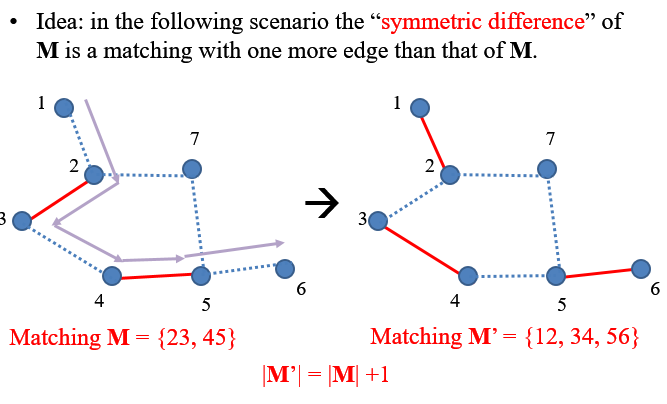 • Idea: in the following scenario the “symmetric difference” of
M is a matching with one more edge than that of M.
1
7
2
3
4
5
6
1
7
2
3
4
5
6
Matching M = {23, 45}
Matching M’ = {12, 34, 56}
|M’| = |M| +1